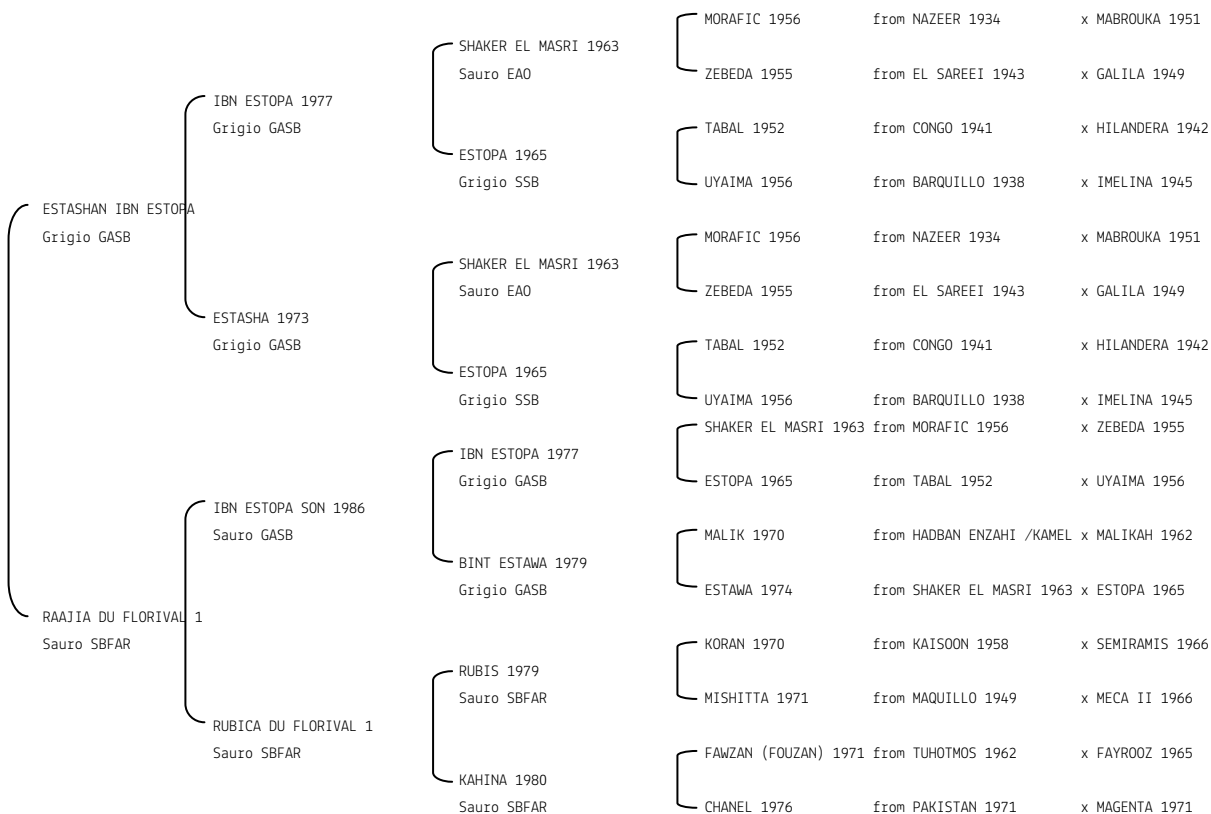 MORAFIC 1956 from NAZEER 1934 x MABROUKA 1951
SHAKER EL MASRI 1963
Sauro EAO
ZEBEDA 1955 from EL SAREEI 1943 x GALILA 1949
IBN ESTOPA 1977
Grigio GASB
TABAL 1952 from CONGO 1941 x HILANDERA 1942
ESTOPA 1965
Grigio SSB
UYAIMA 1956 from BARQUILLO 1938 x IMELINA 1945
ESTASHAN IBN ESTOPA
Grigio GASB
MORAFIC 1956 from NAZEER 1934 x MABROUKA 1951
SHAKER EL MASRI 1963
Sauro EAO
ZEBEDA 1955 from EL SAREEI 1943 x GALILA 1949
ESTASHA 1973
Grigio GASB
TABAL 1952 from CONGO 1941 x HILANDERA 1942
ESTOPA 1965
Grigio SSB
UYAIMA 1956 from BARQUILLO 1938 x IMELINA 1945
SHAKER EL MASRI 1963 from MORAFIC 1956 x ZEBEDA 1955
IBN ESTOPA 1977
Grigio GASB
ESTOPA 1965 from TABAL 1952 x UYAIMA 1956
IBN ESTOPA SON 1986
Sauro GASB
MALIK 1970 from HADBAN ENZAHI /KAMEL x MALIKAH 1962
BINT ESTAWA 1979
Grigio GASB
ESTAWA 1974 from SHAKER EL MASRI 1963 x ESTOPA 1965
RAAJIA DU FLORIVAL 1
Sauro SBFAR
KORAN 1970 from KAISOON 1958 x SEMIRAMIS 1966
RUBIS 1979
Sauro SBFAR
MISHITTA 1971 from MAQUILLO 1949 x MECA II 1966
RUBICA DU FLORIVAL 1
Sauro SBFAR
FAWZAN (FOUZAN) 1971 from TUHOTMOS 1962 x FAYROOZ 1965
KAHINA 1980
Sauro SBFAR
CHANEL 1976 from PAKISTAN 1971 x MAGENTA 1971